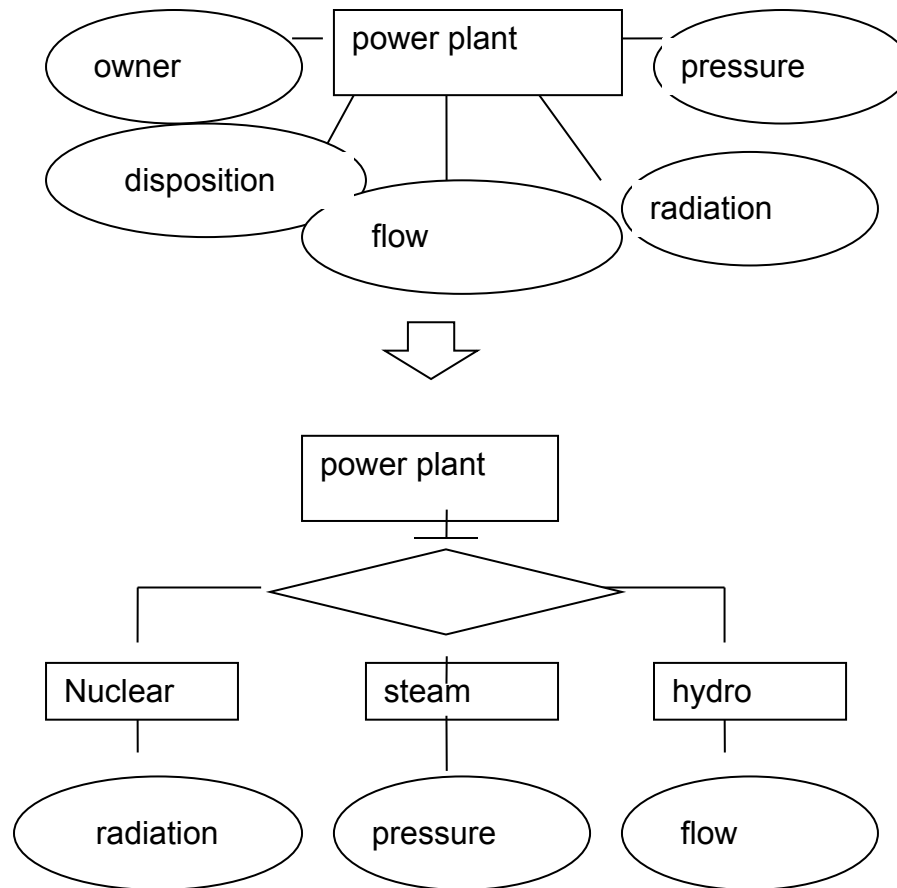 power plant
owner
pressure
disposition
radiation
flow
power plant
Nuclear
steam
hydro
radiation
pressure
flow